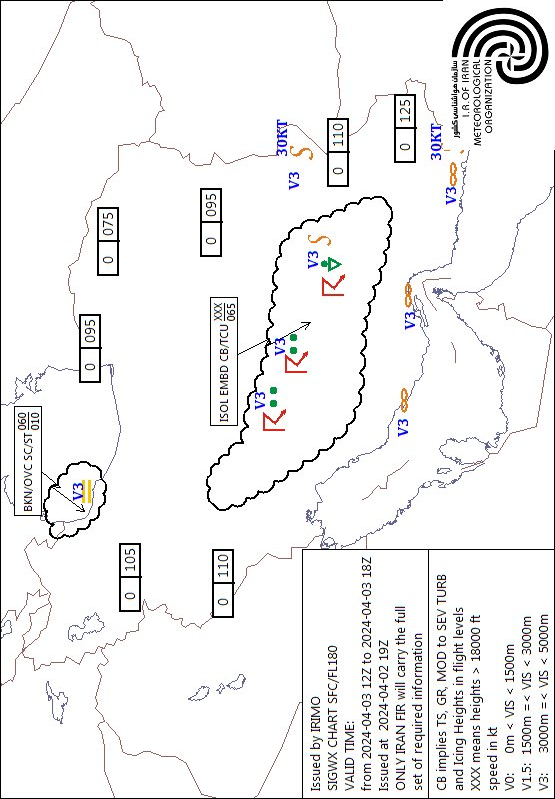 سازمان هواشناسی کشور
I.R.OF IRAN
METEOROLOGICAL
ORGANIZATION
BKN/OVC SC/ST 060
010
V3
0 095
0 075
0 095
ISOL EMBD CB/TCU XXX
065
30KT
V3
0 110
0 125
30KT
V3
V3
V3
V3
V3
V3
0 105
0 110
Issued by IRIMO
SIGWX CHART SFC/FL180
VALID TIME:
from 2024-04-03 12Z to 2024-04-03 18Z
Issued at 2024-04-02 19Z
ONLY IRAN FIR will carry the full
set of required information
CB implies TS, GR, MOD to SEV TURB
and Icing Heights in flight levels
XXX means heights > 18000 ft
speed in kt
V0: 0m < VIS < 1500m
V1.5: 1500m =< VIS < 3000m
V3: 3000m =< VIS < 5000m